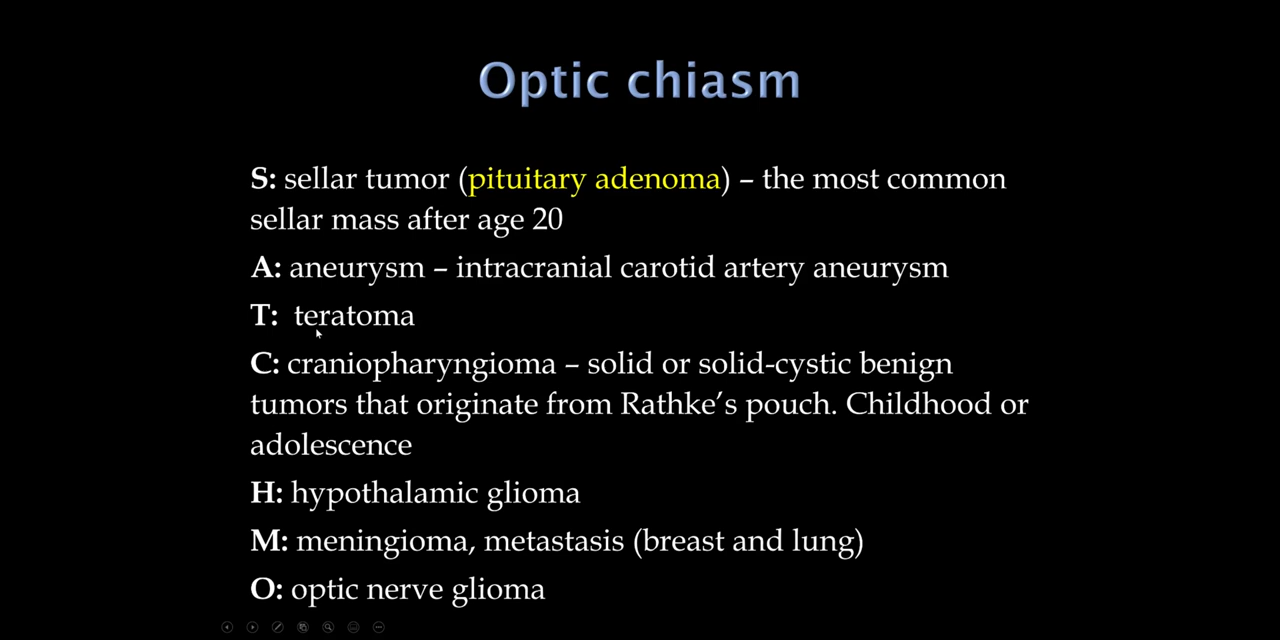 Optic chiasm
S: sellar tumor (pituitary adenoma) – the most common
sellar mass after age 20
A: aneurysm – intracranial carotid artery aneurysm
T:  teratoma
C: craniopharyngioma – solid or solid-cystic benign
tumors that originate from Rathke’s pouch. Childhood or
adolescence
H: hypothalamic glioma
M: meningioma, metastasis (breast and lung)
O: optic nerve glioma